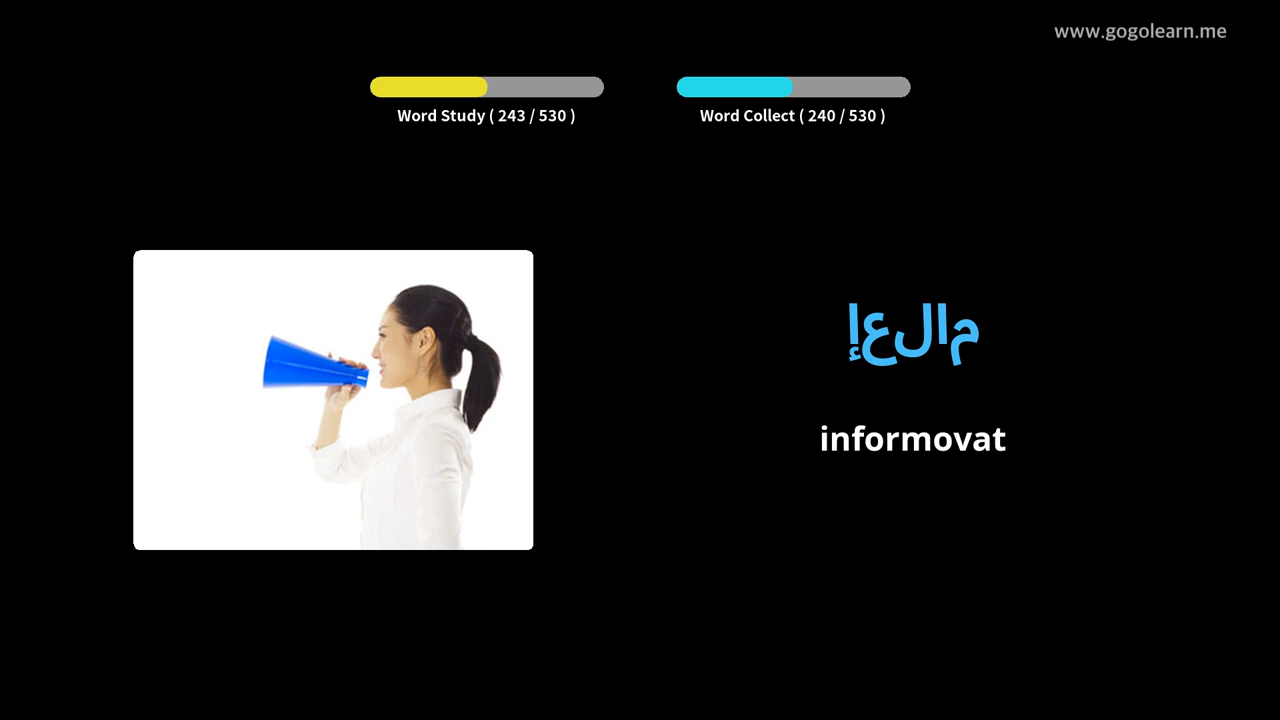 www.gogolearn.me
Word Study ( 243 / 530 )
Word Collect ( 240 / 530 )
إعلام
informovat